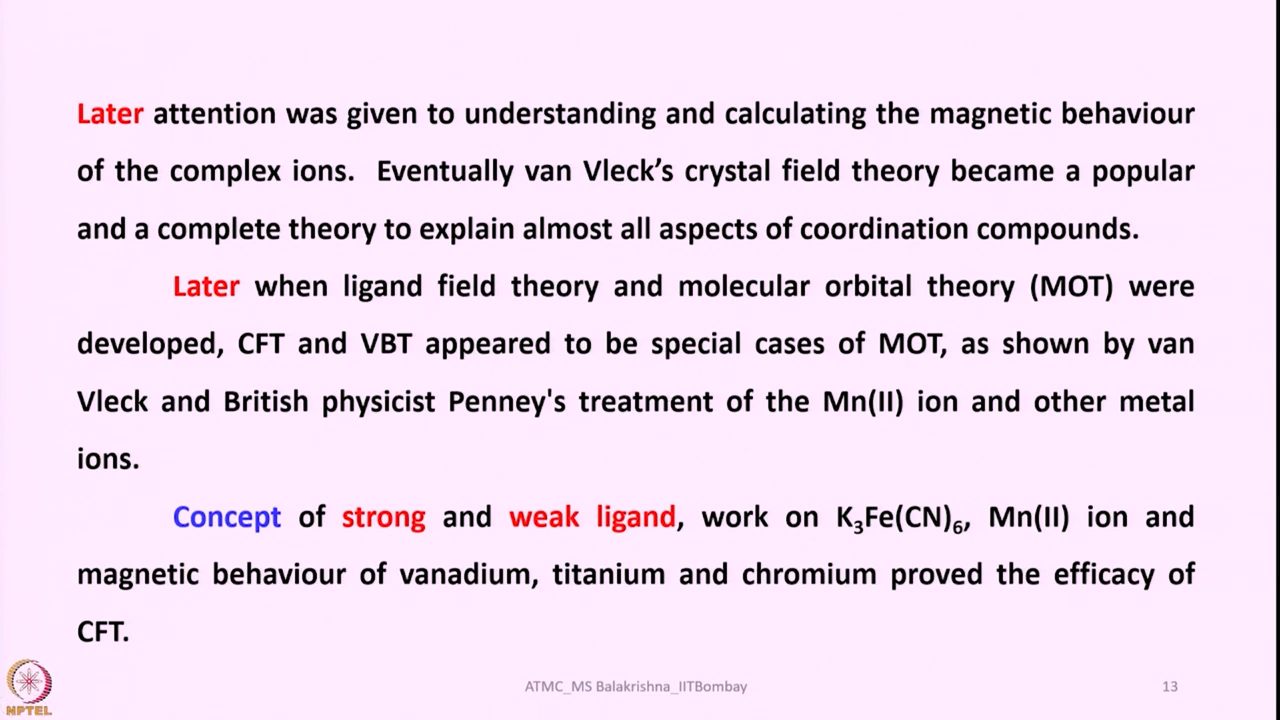 Later attention was given to understanding and calculating the magnetic behaviour
of the complex ions. Eventually van Vleck’s crystal field theory became a popular
and a complete theory to explain almost all aspects of coordination compounds.
Later when ligand field theory and molecular orbital theory (MOT) were
developed, CFT and VBT appeared to be special cases of MOT, as shown by van
Vleck and British physicist Penney's treatment of the Mn(II) ion and other metal
ions.
Concept of strong and weak ligand, work on K₃Fe(CN)₆, Mn(II) ion and
magnetic behaviour of vanadium, titanium and chromium proved the efficacy of
CFT.
NPTEL
ATMC_MS Balakrishna_IITBombay
13